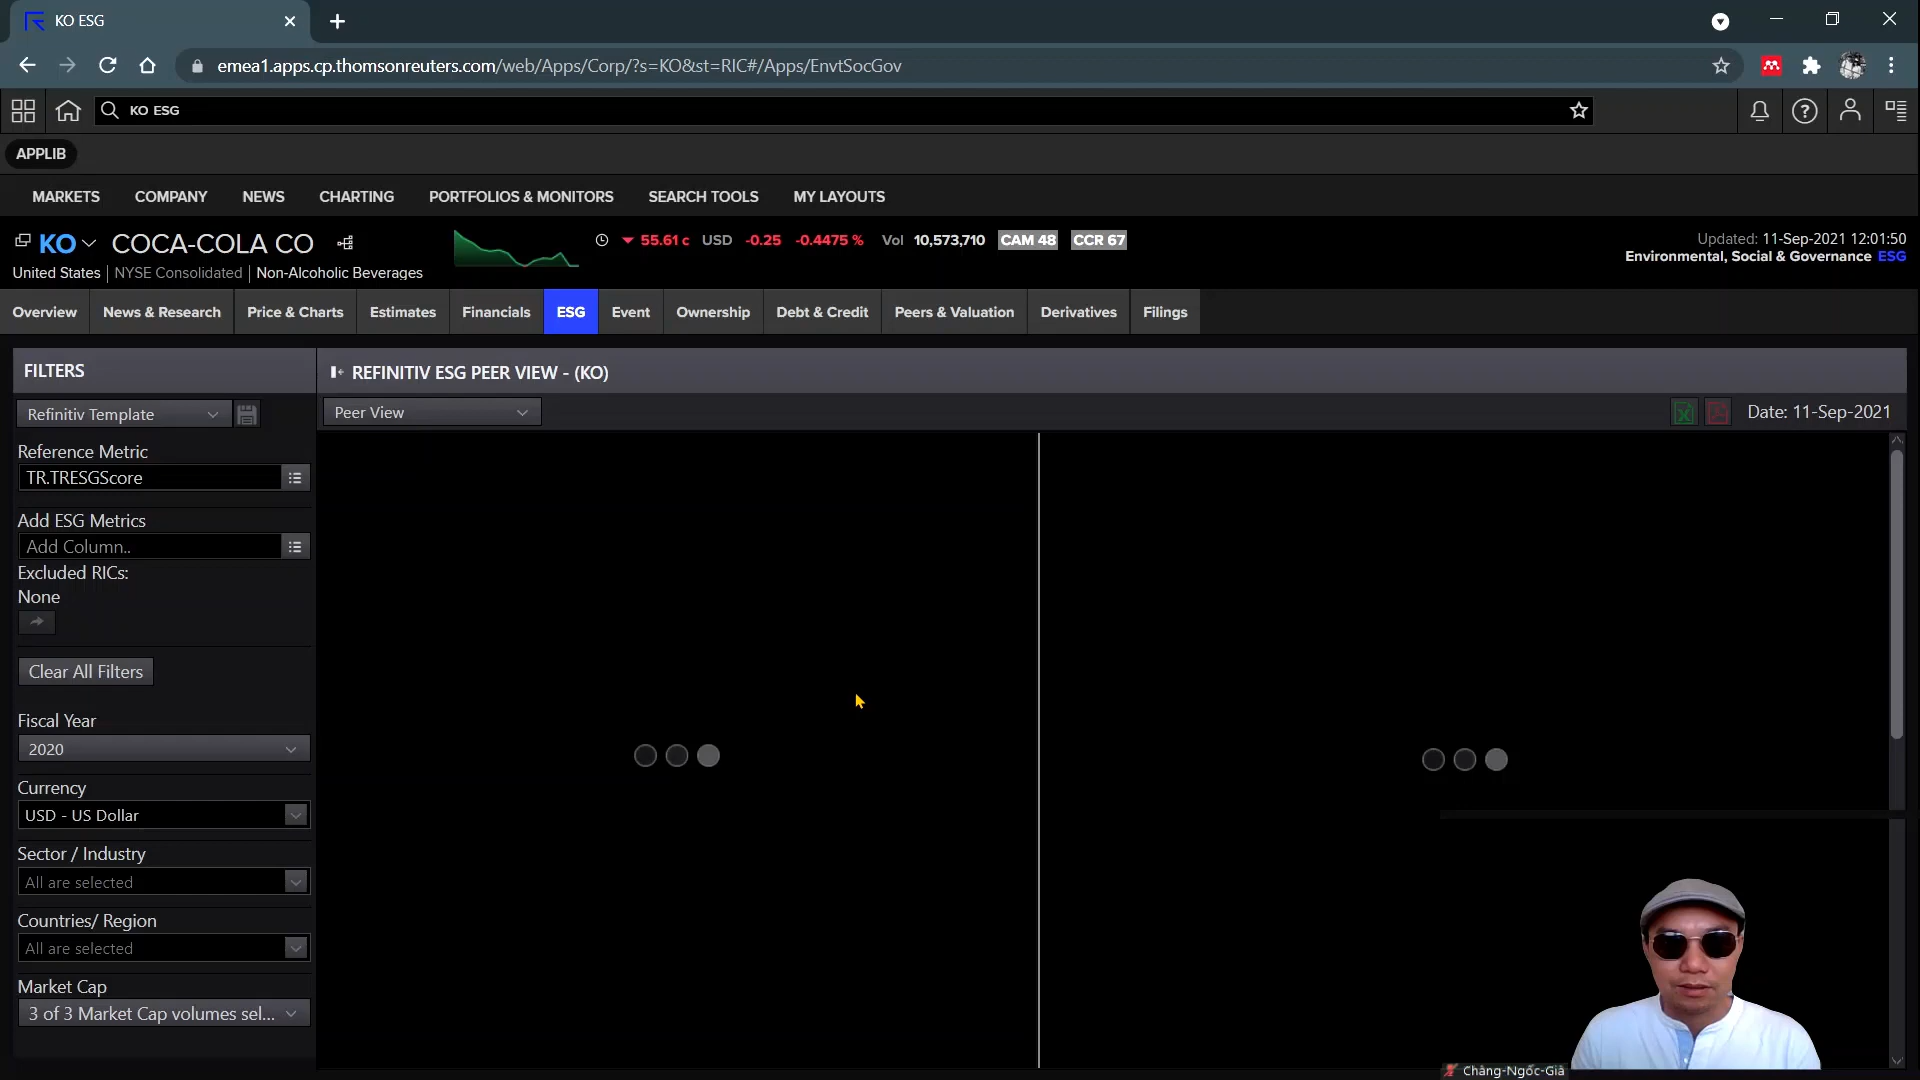 KO ESG
emea1.apps.cp.thomsonreuters.com/web/Apps/Corp/?s=KO&st=RIC#/Apps/EnvtSocGov
KO ESG
APPLIB
MARKETS COMPANY NEWS CHARTING PORTFOLIOS & MONITORS SEARCH TOOLS MY LAYOUTS
KO COCA-COLA CO 55.61 c USD -0.25 -0.4475 % Vol 10,573,710 CAM 48 CCR 67 Updated: 11-Sep-2021 12:01:50
Environmental, Social & Governance ESG
United States NYSE Consolidated Non-Alcoholic Beverages
Overview News & Research Price & Charts Estimates Financials ESG Event Ownership Debt & Credit Peers & Valuation Derivatives Filings
FILTERS
REFINITIV ESG PEER VIEW - (KO)
Refinitiv Template
Peer View
Date: 11-Sep-2021
Reference Metric
TR.TRESGScore
Add ESG Metrics
Add Column..
Excluded RICs:
None
Clear All Filters
Fiscal Year
2020
Currency
USD - US Dollar
Sector / Industry
All are selected
Countries/ Region
All are selected
Market Cap
3 of 3 Market Cap volumes sel...
Chàng-Ngốc-Già